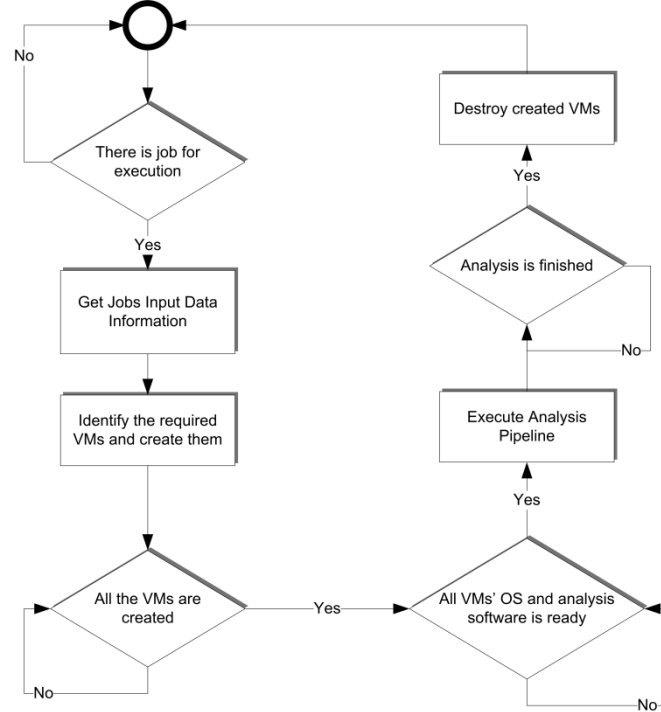 No
There is job for
execution
Yes
Get Jobs Input Data
Information
Identify the required
VMs and create them
All the VMs are
created
No
Yes
All VMs' OS and analysis
software is ready
No
Yes
Execute Analysis
Pipeline
Analysis is finished
No
Yes
Destroy created VMs